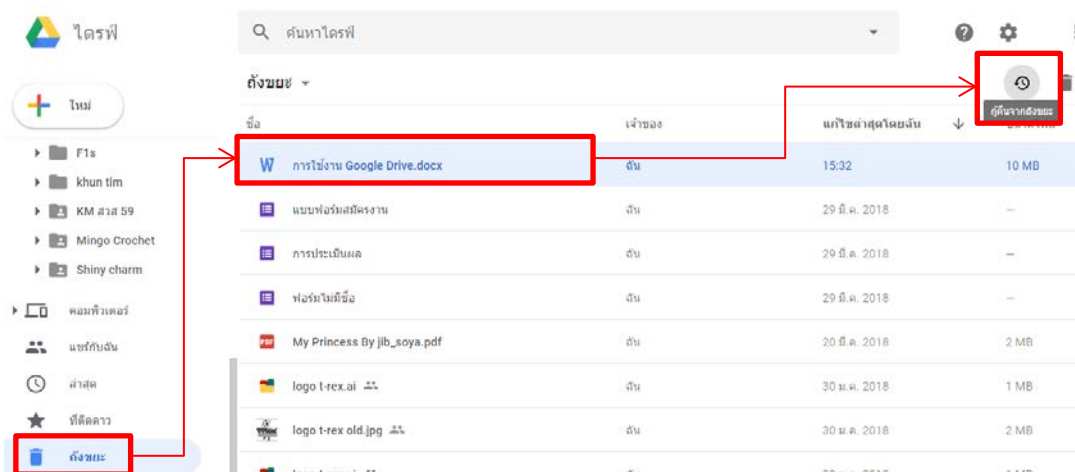 ไดรฟ์
ค้นหาไดรฟ์
ถังขยะ
ใหม่
กู้คืนจากถังขยะ
ชื่อ เจ้าของ แก้ไขล่าสุดโดยฉัน
F1s
การใช้งาน Google Drive.docx ฉัน 15:32 10 MB
khun tim
KM สวส 59
แบบฟอร์มสมัครงาน ฉัน 29 มี.ค. 2018 –
Mingo Crochet
การประเมินผล ฉัน 29 มี.ค. 2018 –
Shiny charm
ฟอร์มไม่มีชื่อ ฉัน 29 มี.ค. 2018 –
คอมพิวเตอร์
PDF My Princess By jib_soya.pdf ฉัน 20 มี.ค. 2018 2 MB
แชร์กับฉัน
ล่าสุด
logo t-rex.ai ฉัน 30 ม.ค. 2018 1 MB
ที่ติดดาว
logo t-rex old.jpg ฉัน 30 ม.ค. 2018 2 MB
ถังขยะ